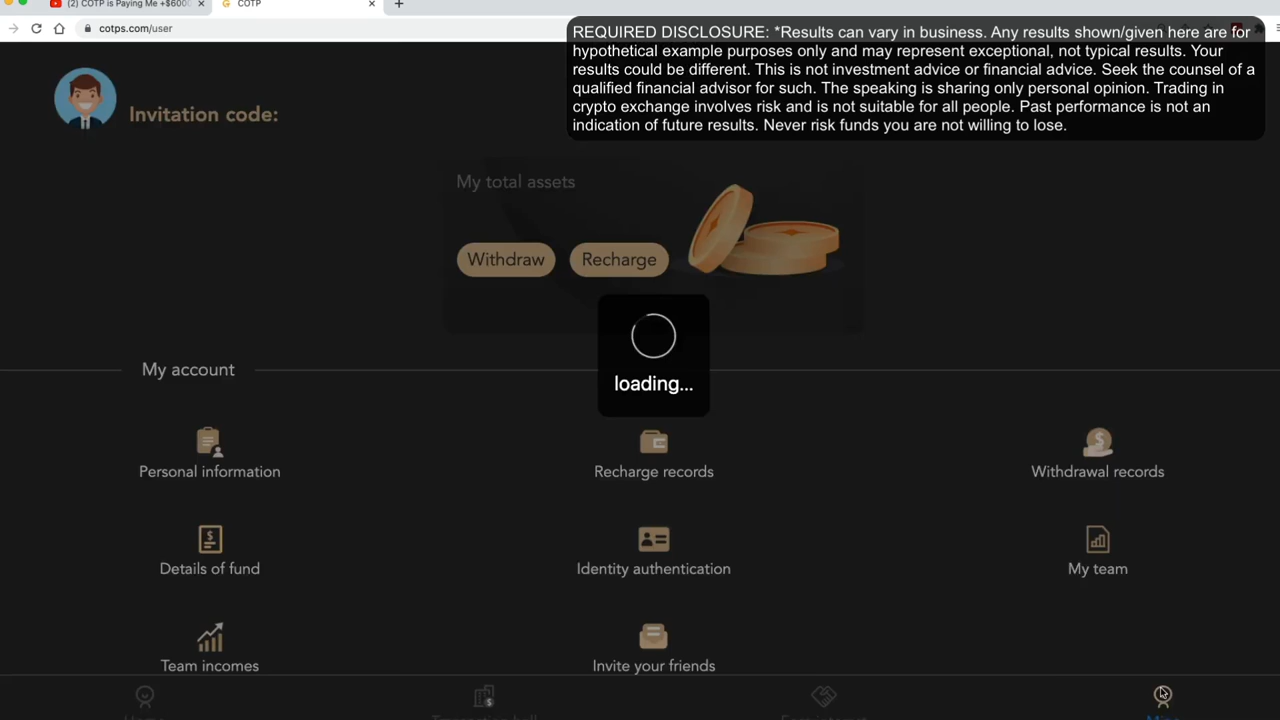 (2) COTP is Paying Me +$600
COTP
cotps.com/user
REQUIRED DISCLOSURE: *Results can vary in business. Any results shown/given here are for
hypothetical example purposes only and may represent exceptional, not typical results. Your
results could be different. This is not investment advice or financial advice. Seek the counsel of a
qualified financial advisor for such. The speaking is sharing only personal opinion. Trading in
crypto exchange involves risk and is not suitable for all people. Past performance is not an
indication of future results. Never risk funds you are not willing to lose.
Invitation code:
My total assets
Withdraw
Recharge
loading...
My account
Personal information
Recharge records
Withdrawal records
Details of fund
Identity authentication
My team
Team incomes
Invite your friends